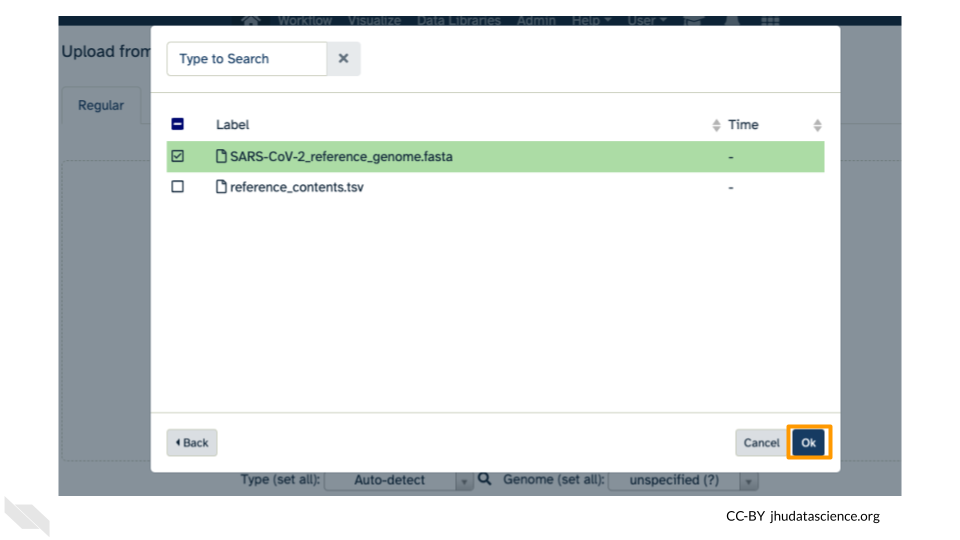 Workflow Visualize Data Libraries Admin Help User
Upload from
Type to Search
Regular
Label Time
SARS-CoV-2_reference_genome.fasta -
reference_contents.tsv -
Back Cancel Ok
Type (set all): Auto-detect Genome (set all): unspecified (?)
CC-BY jhudatascience.org